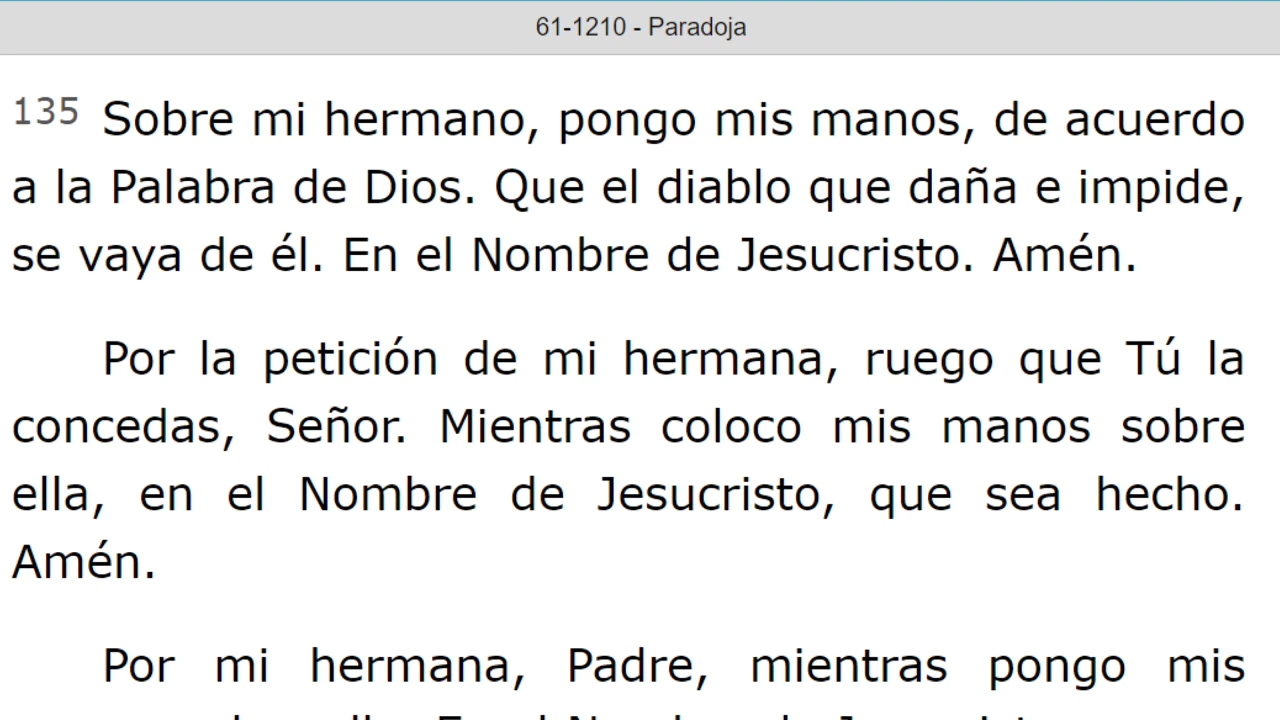 61-1210 - Paradoja
135 Sobre mi hermano, pongo mis manos, de acuerdo
a la Palabra de Dios. Que el diablo que daña e impide,
se vaya de él. En el Nombre de Jesucristo. Amén.
Por la petición de mi hermana, ruego que Tú la
concedas, Señor. Mientras coloco mis manos sobre
ella, en el Nombre de Jesucristo, que sea hecho.
Amén.
Por mi hermana, Padre, mientras pongo mis